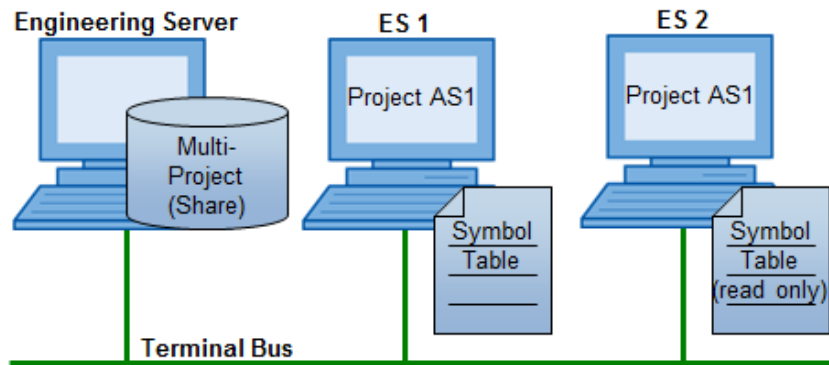 Engineering Server
ES 1
ES 2
Project AS1
Project AS1
Multi-
Project
(Share)
Symbol
Table
Symbol
Table
(read only)
Terminal Bus